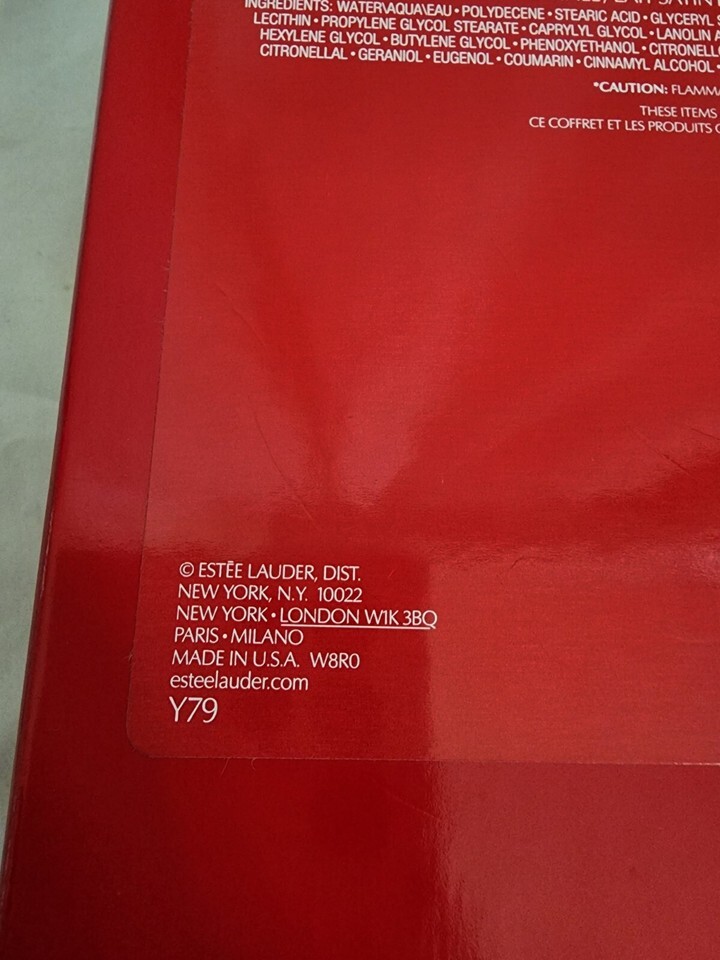 INGREDIENTS: WATER\AQUA\EAU • POLYDECENE • STEARIC ACID • GLYCERYL
LECITHIN • PROPYLENE GLYCOL STEARATE • CAPRYLYL GLYCOL • LANOLIN
HEXYLENE GLYCOL • BUTYLENE GLYCOL • PHENOXYETHANOL •
CITRONELLAL • GERANIOL • EUGENOL • COUMARIN • CINNAMYL ALCOHOL •
*CAUTION: FLAMMA
THESE ITEMS
CE COFFRET ET LES PRODUITS
© ESTĒE LAUDER, DIST.
NEW YORK, N.Y. 10022
NEW YORK • LONDON W1K 3BQ
PARIS • MILANO
MADE IN U.S.A. W8R0
esteelauder.com
Y79